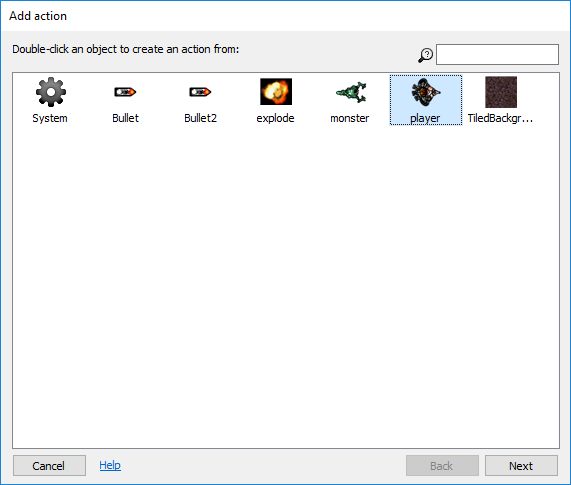 Add action
Double-click an object to create an action from:
System
Bullet
Bullet2
explode
monster
player
TiledBackgr...
Cancel
Help
Back
Next